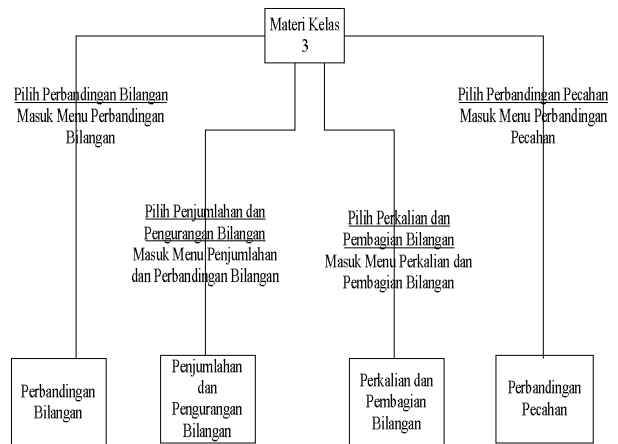 Materi Kelas
3
Pilih Perbandingan Bilangan
Masuk Menu Perbandingan
Bilangan
Pilih Perbandingan Pecahan
Masuk Menu Perbandingan
Pecahan
Pilih Penjumlahan dan
Pengurangan Bilangan
Masuk Menu Penjumlahan
dan Perbandingan Bilangan
Pilih Perkalian dan
Pembagian Bilangan
Masuk Menu Perkalian dan
Pembagian Bilangan
Perbandingan
Bilangan
Penjumlahan
dan
Pengurangan
Bilangan
Perkalian dan
Pembagian
Bilangan
Perbandingan
Pecahan